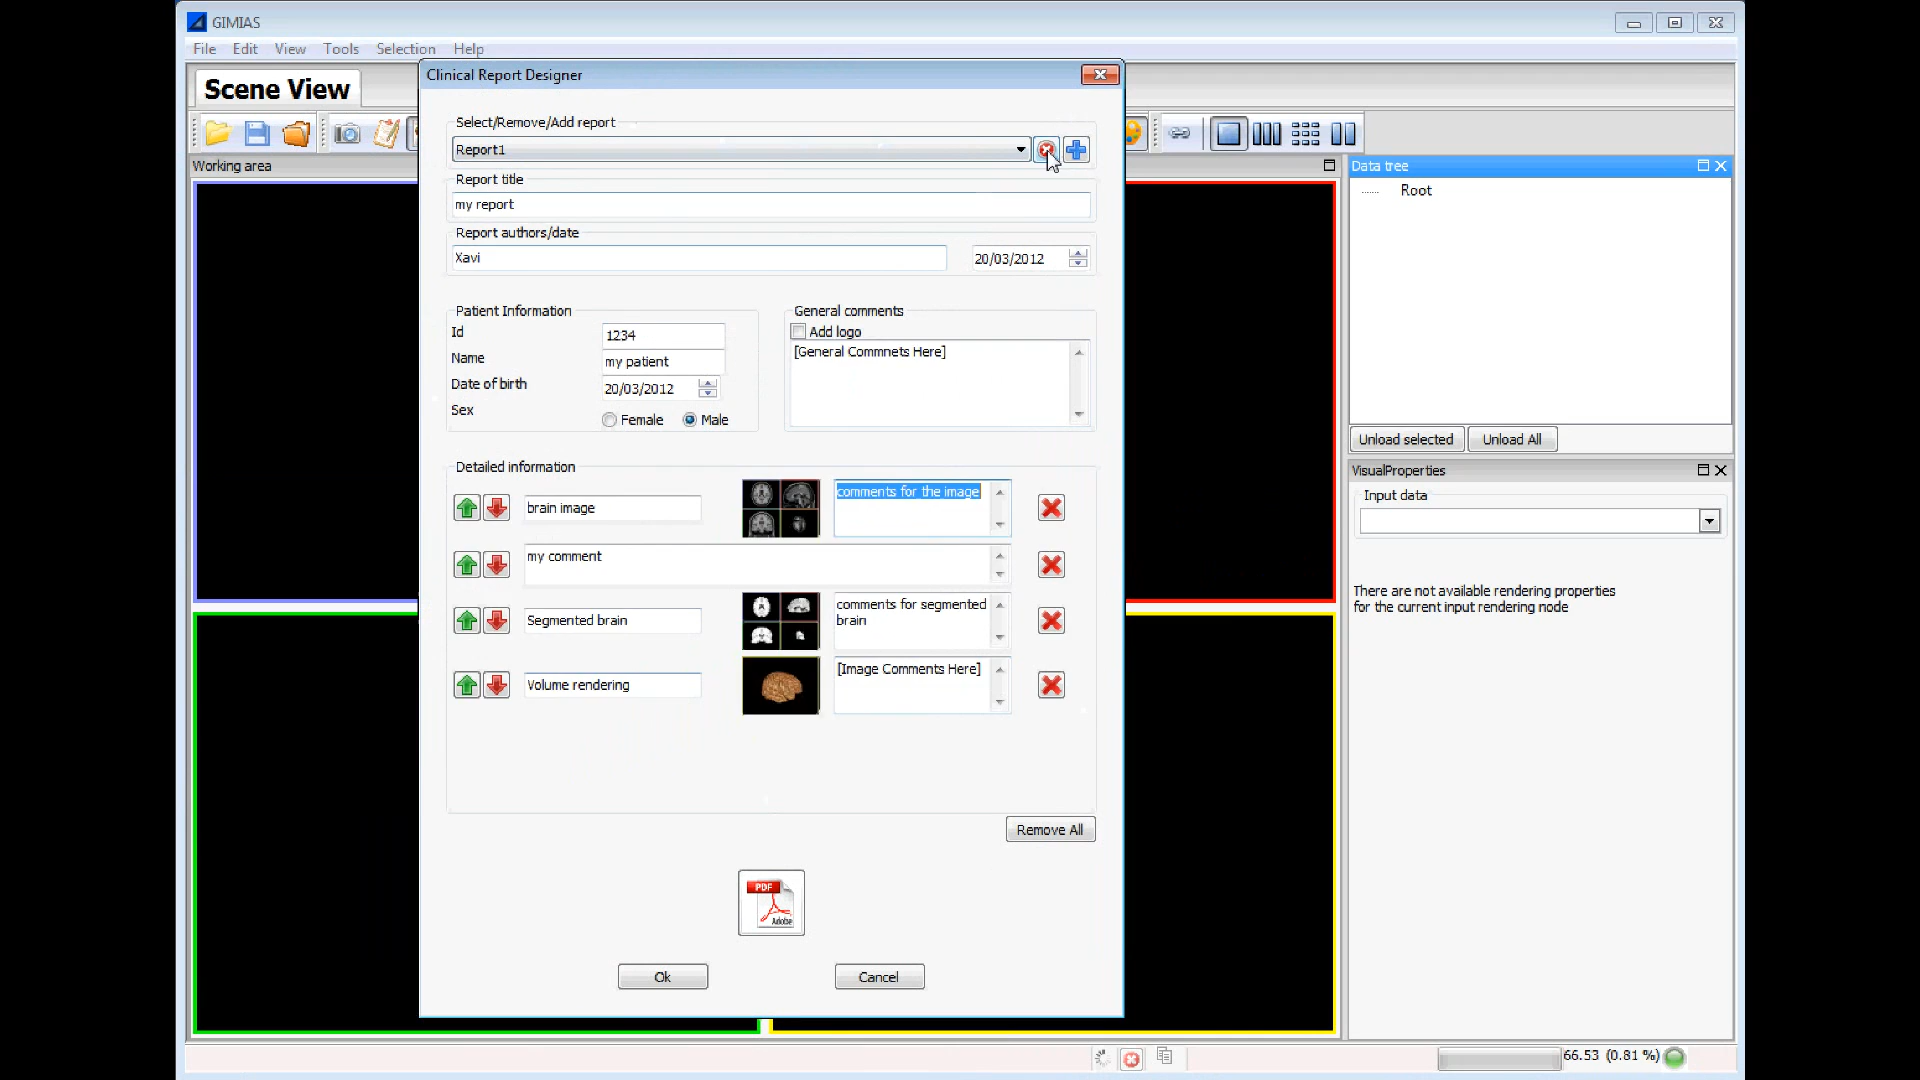 GIMIAS
File Edit View Tools Selection Help
Scene View
Working area
Clinical Report Designer
Select/Remove/Add report
Report1
Report title
my report
Report authors/date
Xavi
20/03/2012
Patient Information
Id
1234
Name
my patient
Date of birth
20/03/2012
Sex
Female
Male
General comments
Add logo
[General Commnets Here]
Detailed information
brain image
comments for the image
my comment
Segmented brain
comments for segmented
brain
Volume rendering
[Image Comments Here]
Remove All
PDF
Adobe
Ok
Cancel
Data tree
Root
Unload selected
Unload All
VisualProperties
Input data
There are not available rendering properties
for the current input rendering node
66.53 (0.81 %)